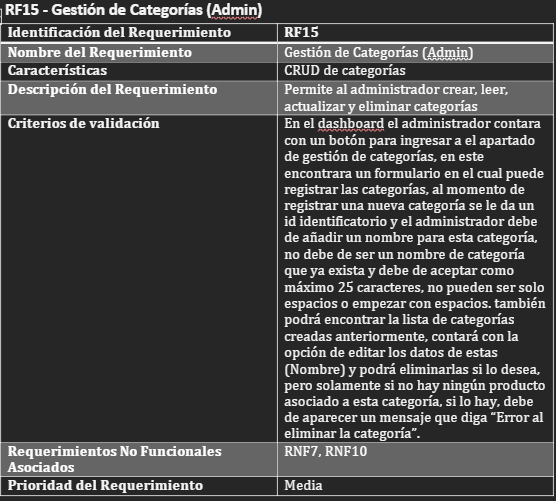 RF15 - Gestión de Categorías (Admin)
Identificación del Requerimiento RF15
Nombre del Requerimiento Gestión de Categorías (Admin)
Características CRUD de categorías
Descripción del Requerimiento Permite al administrador crear, leer,
actualizar y eliminar categorías
Criterios de validación En el dashboard el administrador contara
con un botón para ingresar a el apartado
de gestión de categorías, en este
encontrara un formulario en el cual puede
registrar las categorías, al momento de
registrar una nueva categoría se le da un
id identificatorio y el administrador debe
de añadir un nombre para esta categoría,
no debe de ser un nombre de categoría
que ya exista y debe de aceptar como
máximo 25 caracteres, no pueden ser solo
espacios o empezar con espacios. también
podrá encontrar la lista de categorías
creadas anteriormente, contará con la
opción de editar los datos de estas
(Nombre) y podrá eliminarlas si lo desea,
pero solamente si no hay ningún producto
asociado a esta categoría, si lo hay, debe
de aparecer un mensaje que diga “Error al
eliminar la categoría”.
Requerimientos No Funcionales RNF7, RNF10
Asociados
Prioridad del Requerimiento Media